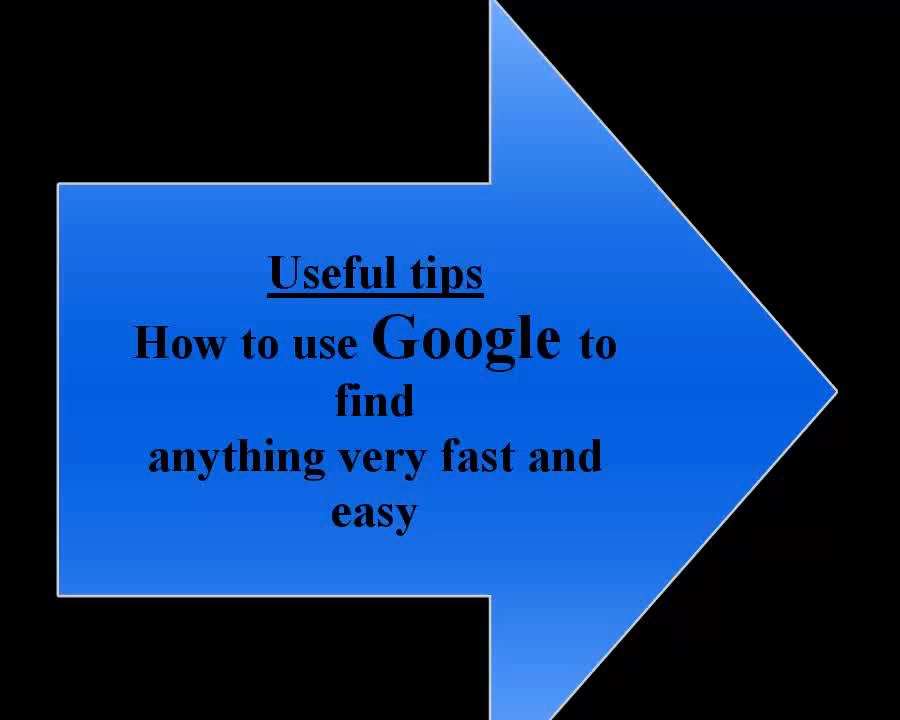 Useful tips
How to use Google to
find
anything very fast and
easy